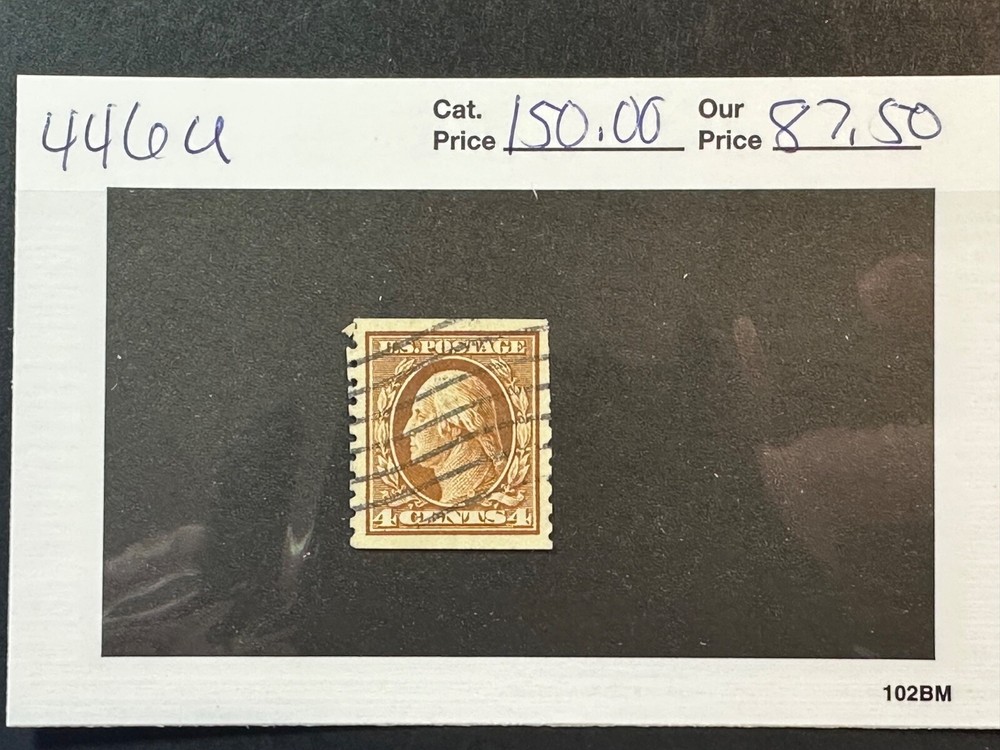 446u Cat. Price 150.00 Our Price 87.50
U.S. POSTAGE
4 CENTS 4
102BM